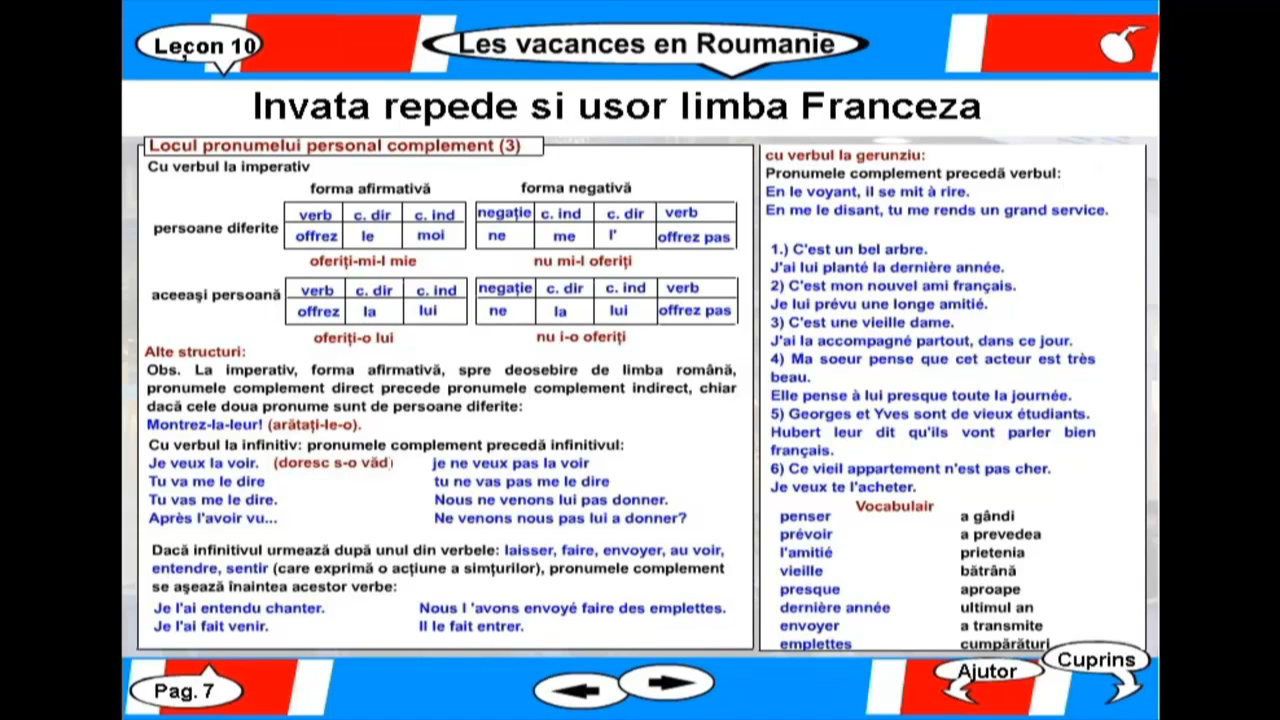 Leçon 10
Les vacances en Roumanie
Invata repede si usor limba Franceza
Locul pronumelui personal complement (3)
Cu verbul la imperativ
forma afirmativă
forma negativă
persoane diferite
verb c. dir c. ind
offrez le moi
negaţie c. ind c. dir verb
ne me l' offrez pas
oferiţi-mi-l mie
nu mi-l oferiţi
aceeaşi persoană
verb c. dir c. ind
offrez la lui
negaţie c. dir c. ind verb
ne la lui offrez pas
oferiţi-o lui
nu i-o oferiţi
Alte structuri:
Obs. La imperativ, forma afirmativă, spre deosebire de limba română,
pronumele complement direct precede pronumele complement indirect, chiar
dacă cele doua pronume sunt de persoane diferite:
Montrez-la-leur! (arătaţi-le-o).
Cu verbul la infinitiv: pronumele complement precedă infinitivul:
Je veux la voir. (doresc s-o văd) je ne veux pas la voir
Tu va me le dire tu ne vas pas me le dire
Tu vas me le dire. Nous ne venons lui pas donner.
Après l'avoir vu... Ne venons nous pas lui a donner?
Dacă infinitivul urmează după unul din verbele: laisser, faire, envoyer, au voir,
entendre, sentir (care exprimă o acţiune a simţurilor), pronumele complement
se aşează înaintea acestor verbe:
Je l'ai entendu chanter. Nous l 'avons envoyé faire des emplettes.
Je l'ai fait venir. Il le fait entrer.
cu verbul la gerunziu:
Pronumele complement precedă verbul:
En le voyant, il se mit à rire.
En me le disant, tu me rends un grand service.
1.) C'est un bel arbre.
J'ai lui planté la dernière année.
2) C'est mon nouvel ami français.
Je lui prévu une longe amitié.
3) C'est une vieille dame.
J'ai la accompagné partout, dans ce jour.
4) Ma soeur pense que cet acteur est très
beau.
Elle pense à lui presque toute la journée.
5) Georges et Yves sont de vieux étudiants.
Hubert leur dit qu'ils vont parler bien
français.
6) Ce vieil appartement n'est pas cher.
Je veux te l'acheter.
Vocabulair
penser a gândi
prévoir a prevedea
l'amitié prietenia
vieille bătrână
presque aproape
dernière année ultimul an
envoyer a transmite
emplettes cumpărături
Pag. 7
Ajutor
Cuprins